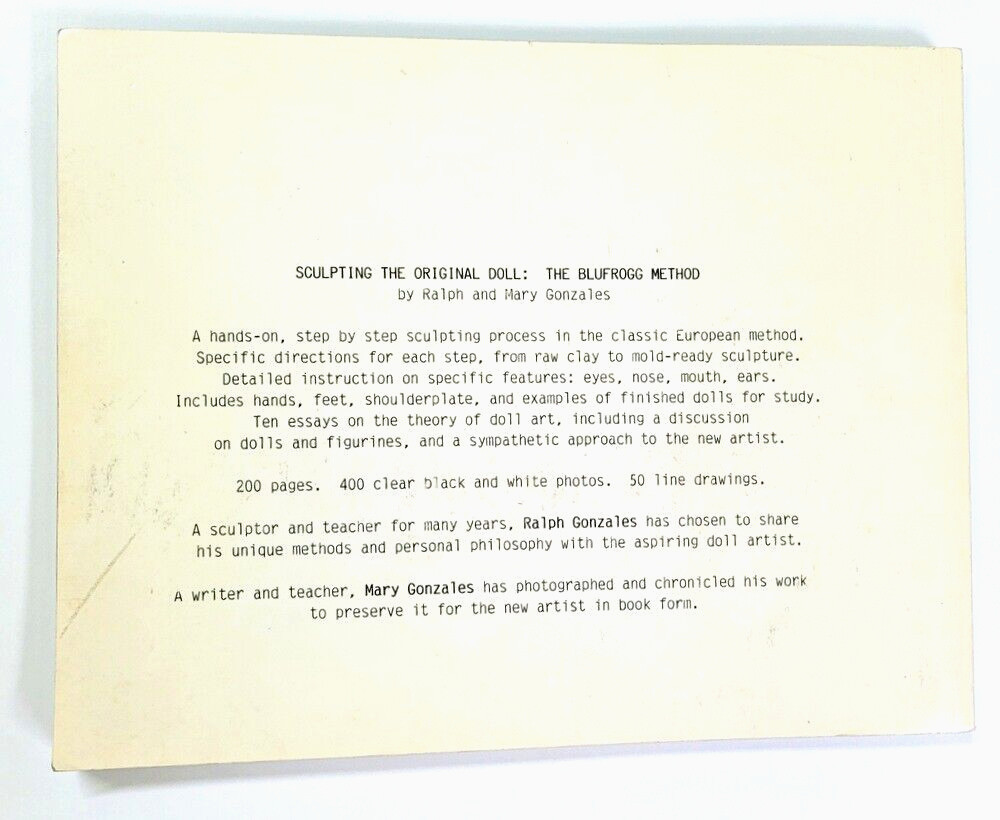 SCULPTING THE ORIGINAL DOLL: THE BLUFROGG METHOD
by Ralph and Mary Gonzales
A hands-on, step by step sculpting process in the classic European method.
Specific directions for each step, from raw clay to mold-ready sculpture.
Detailed instruction on specific features: eyes, nose, mouth, ears.
Includes hands, feet, shoulderplate, and examples of finished dolls for study.
Ten essays on the theory of doll art, including a discussion
on dolls and figurines, and a sympathetic approach to the new artist.
200 pages. 400 clear black and white photos. 50 line drawings.
A sculptor and teacher for many years, Ralph Gonzales has chosen to share
his unique methods and personal philosophy with the aspiring doll artist.
A writer and teacher, Mary Gonzales has photographed and chronicled his work
to preserve it for the new artist in book form.